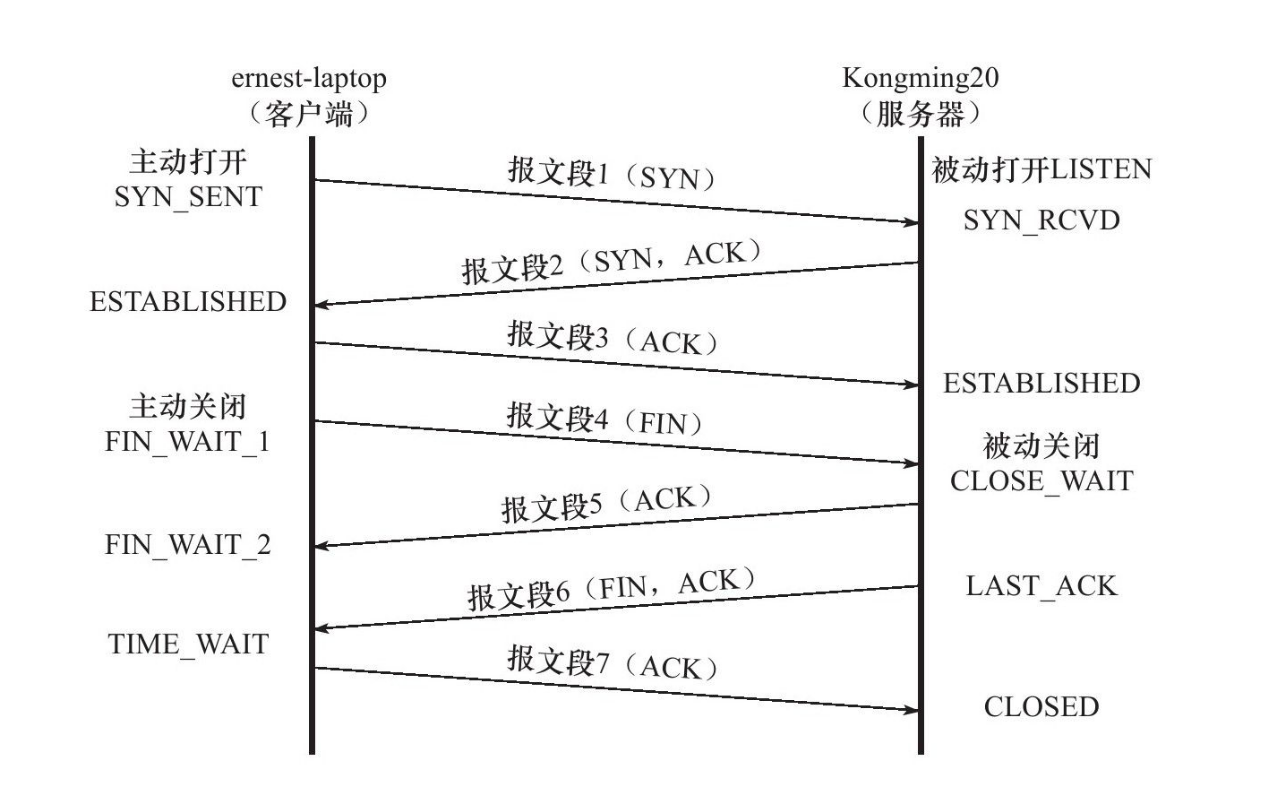 ernest-laptop
（客户端）
Kongming20
（服务器）
主动打开
SYN_SENT
报文段1（SYN）
被动打开LISTEN
SYN_RCVD
报文段2（SYN，ACK）
ESTABLISHED
报文段3（ACK）
ESTABLISHED
主动关闭
FIN_WAIT_1
报文段4（FIN）
被动关闭
CLOSE_WAIT
报文段5（ACK）
FIN_WAIT_2
报文段6（FIN，ACK）
LAST_ACK
TIME_WAIT
报文段7（ACK）
CLOSED